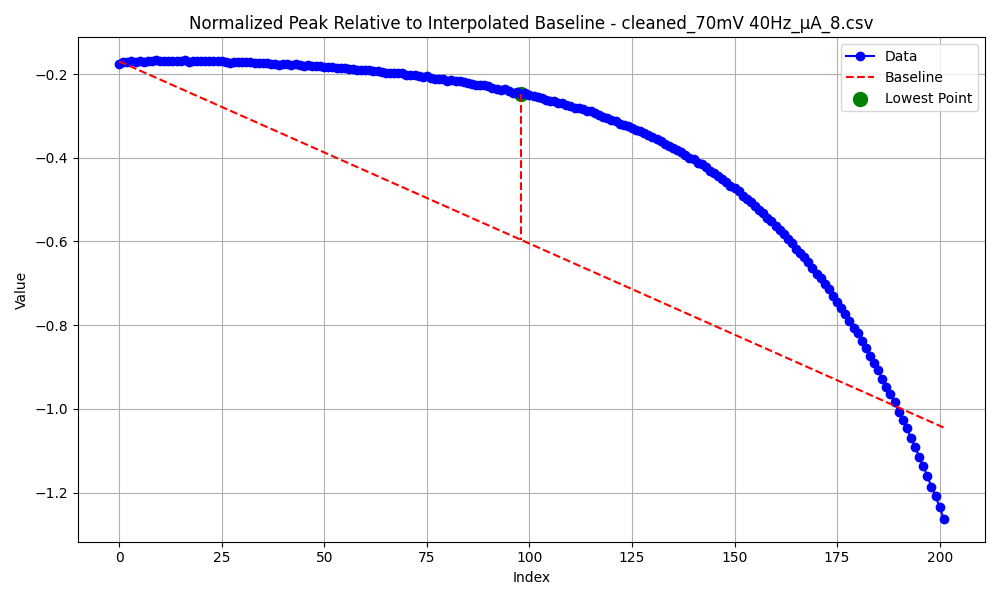 Normalized Peak Relative to Interpolated Baseline - cleaned_70mV 40Hz_μA_8.csv
Data
Baseline
Lowest Point
−0.2
−0.4
−0.6
−0.8
−1.0
−1.2
Value
0
25
50
75
100
125
150
175
200
Index